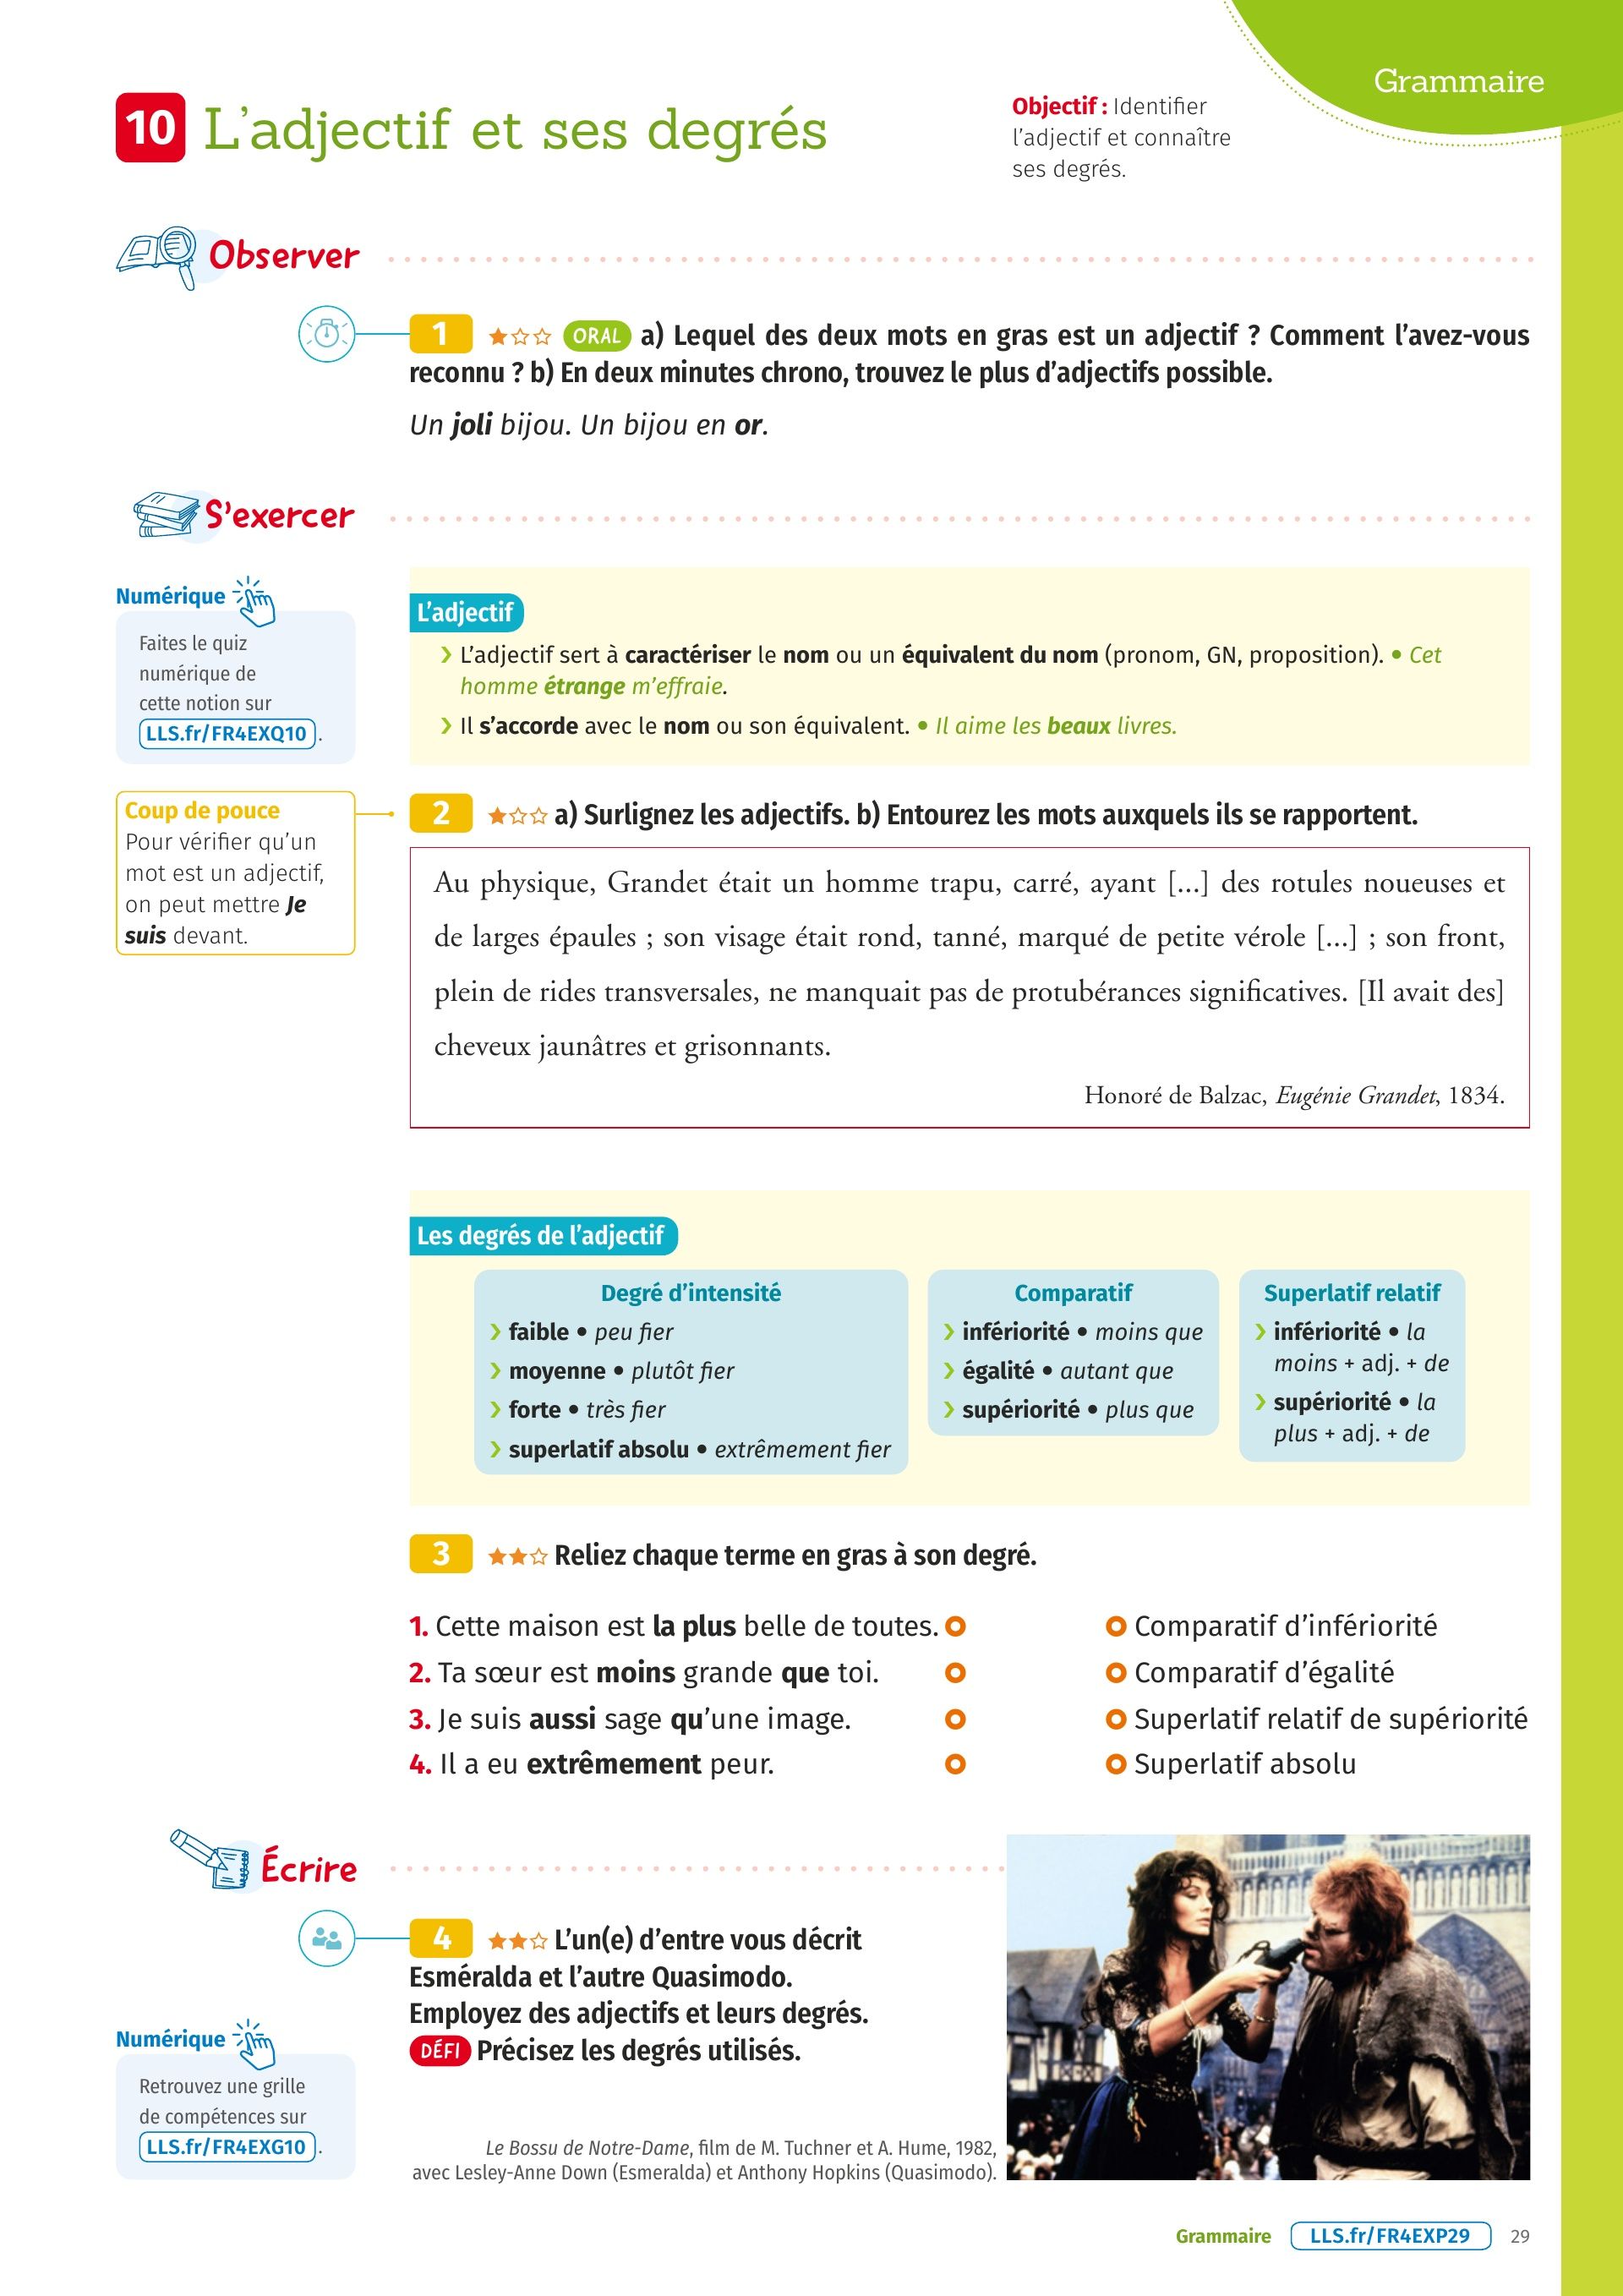 Grammaire
10 L'adjectif et ses degrés
Objectif : Identifier
l'adjectif et connaître
ses degrés.
Observer
1 ORAL a) Lequel des deux mots en gras est un adjectif ? Comment l'avez-vous
reconnu ? b) En deux minutes chrono, trouvez le plus d'adjectifs possible.
Un joli bijou. Un bijou en or.
S'exercer
Numérique
Faites le quiz
numérique de
cette notion sur
LLS.fr/FR4EXQ10.
L'adjectif
› L'adjectif sert à caractériser le nom ou un équivalent du nom (pronom, GN, proposition). • Cet
homme étrange m'effraie.
› Il s'accorde avec le nom ou son équivalent. • Il aime les beaux livres.
Coup de pouce
Pour vérifier qu'un
mot est un adjectif,
on peut mettre Je
suis devant.
2 a) Surlignez les adjectifs. b) Entourez les mots auxquels ils se rapportent.
Au physique, Grandet était un homme trapu, carré, ayant [...] des rotules noueuses et
de larges épaules ; son visage était rond, tanné, marqué de petite vérole [...] ; son front,
plein de rides transversales, ne manquait pas de protubérances significatives. [Il avait des]
cheveux jaunâtres et grisonnants.
Honoré de Balzac, Eugénie Grandet, 1834.
Les degrés de l'adjectif
Degré d'intensité
› faible • peu fier
› moyenne • plutôt fier
› forte • très fier
› superlatif absolu • extrêmement fier
Comparatif
› infériorité • moins que
› égalité • autant que
› supériorité • plus que
Superlatif relatif
› infériorité • la
moins + adj. + de
› supériorité • la
plus + adj. + de
3 Reliez chaque terme en gras à son degré.
1. Cette maison est la plus belle de toutes.
2. Ta sœur est moins grande que toi.
3. Je suis aussi sage qu'une image.
4. Il a eu extrêmement peur.
Comparatif d'infériorité
Comparatif d'égalité
Superlatif relatif de supériorité
Superlatif absolu
Écrire
4 L'un(e) d'entre vous décrit
Esméralda et l'autre Quasimodo.
Employez des adjectifs et leurs degrés.
DÉFI Précisez les degrés utilisés.
Numérique
Retrouvez une grille
de compétences sur
LLS.fr/FR4EXG10.
Le Bossu de Notre-Dame, film de M. Tuchner et A. Hume, 1982,
avec Lesley-Anne Down (Esmeralda) et Anthony Hopkins (Quasimodo).
Grammaire LLS.fr/FR4EXP29 29